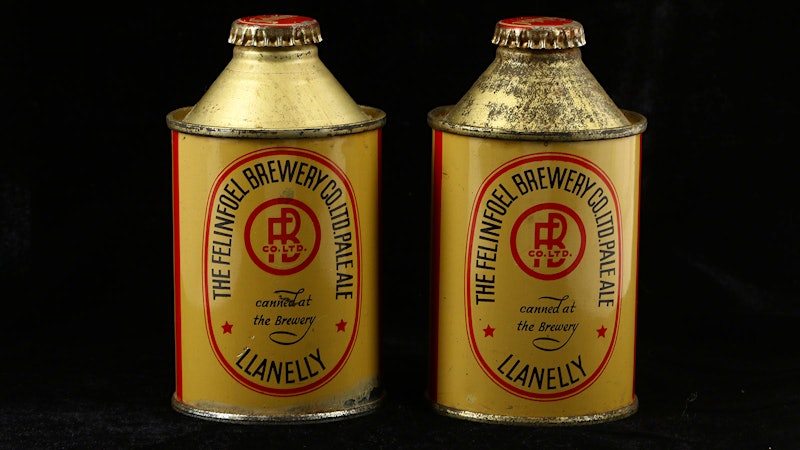 THE FELINFOEL BREWERY CO. LTD. PALE ALE
FB
CO. LTD.
canned at
the Brewery
LLANELLY
THE FELINFOEL BREWERY CO. LTD. PALE ALE
FB
CO. LTD.
canned at
the Brewery
LLANELLY